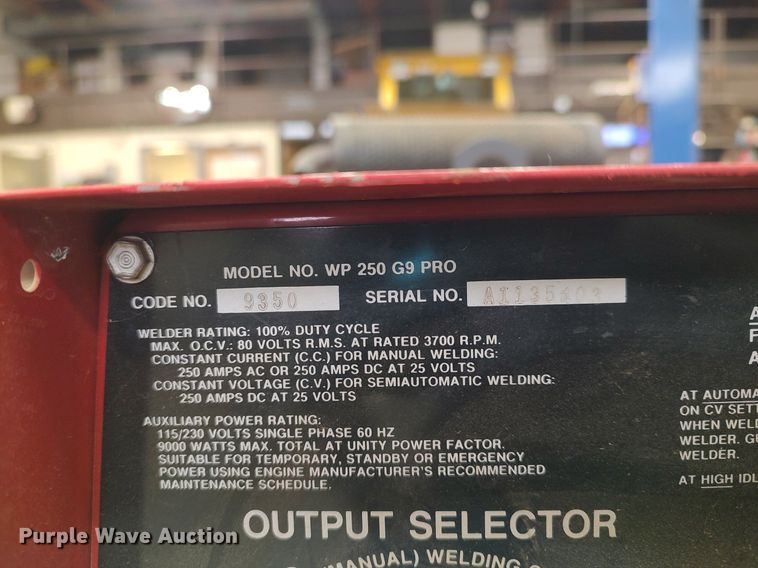 MODEL NO. WP 250 G9 PRO
CODE NO. 9350 SERIAL NO.
WELDER RATING: 100% DUTY CYCLE
MAX. O.C.V.: 80 VOLTS R.M.S. AT RATED 3700 R.P.M.
CONSTANT CURRENT (C.C.) FOR MANUAL WELDING:
250 AMPS AC OR 250 AMPS DC AT 25 VOLTS
CONSTANT VOLTAGE (C.V.) FOR SEMIAUTOMATIC WELDING:
250 AMPS DC AT 25 VOLTS
AUXILIARY POWER RATING:
115/230 VOLTS SINGLE PHASE 60 HZ
9000 WATTS MAX. TOTAL AT UNITY POWER FACTOR.
SUITABLE FOR TEMPORARY, STANDBY OR EMERGENCY
POWER USING ENGINE MANUFACTURER'S RECOMMENDED
MAINTENANCE SCHEDULE.
OUTPUT SELECTOR
(MANUAL) WELDING
AT AUTOMA
ON CV SETT
WHEN WELD
WELDER. GU
WELDER.
AT HIGH IDL
Purple Wave Auction